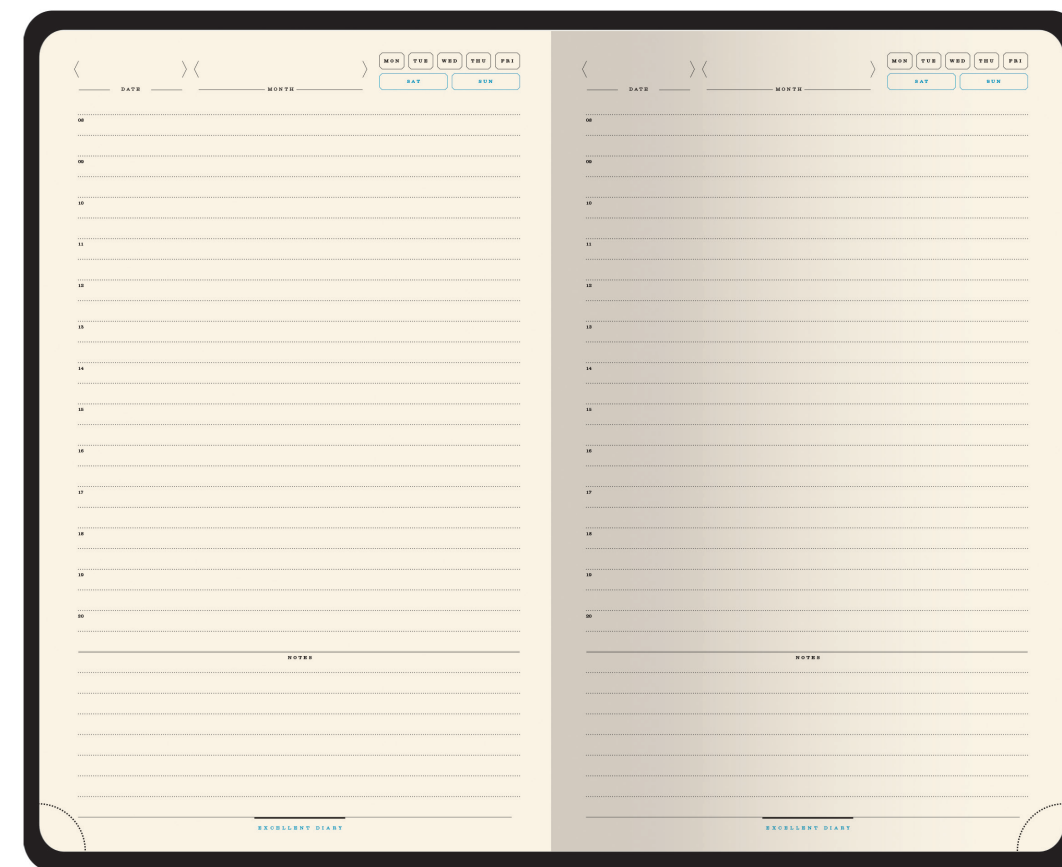 MON TUE WED THU FRI
SAT SUN
DATE MONTH
08
09
10
11
12
13
14
15
16
17
18
19
20
NOTES
EXCELLENT DIARY
MON TUE WED THU FRI
SAT SUN
DATE MONTH
08
09
10
11
12
13
14
15
16
17
18
19
20
NOTES
EXCELLENT DIARY